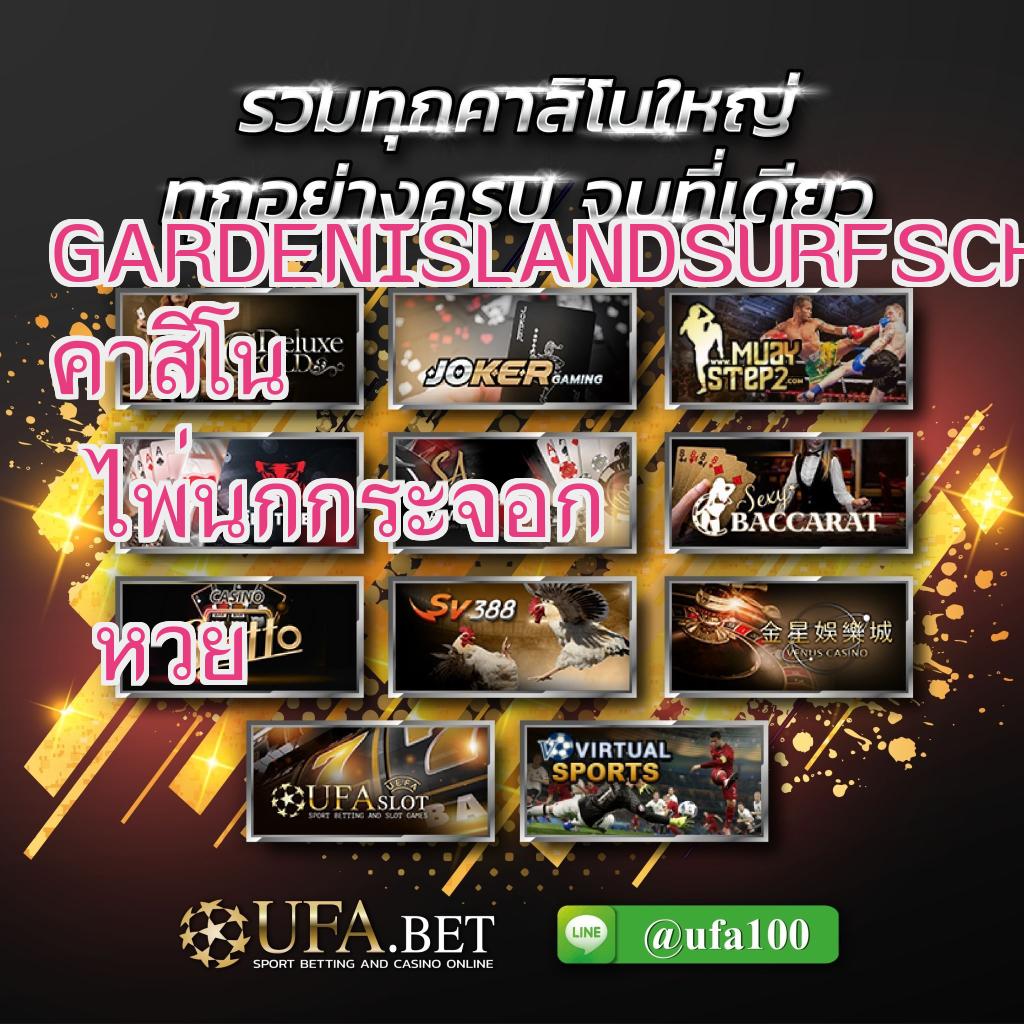 รวมทุกคาสิโนใหญ่
ทุกอย่างครบ จบที่เดียว
GARDENISLANDSURFSCH
คาสิโน
ไพ่นกกระจอก
หวย
Deluxe
JOKER GAMING
MUAY
STEP2.COM
SA
Sexy
BACCARAT
CASINO
SV388
金星娛樂城
VENUS CASINO
UEFA
UFASLOT
SPORT BETTING AND SLOT GAMES
VIRTUAL
SPORTS
UFA.BET
SPORT BETTING AND CASINO ONLINE
LINE
@ufa100